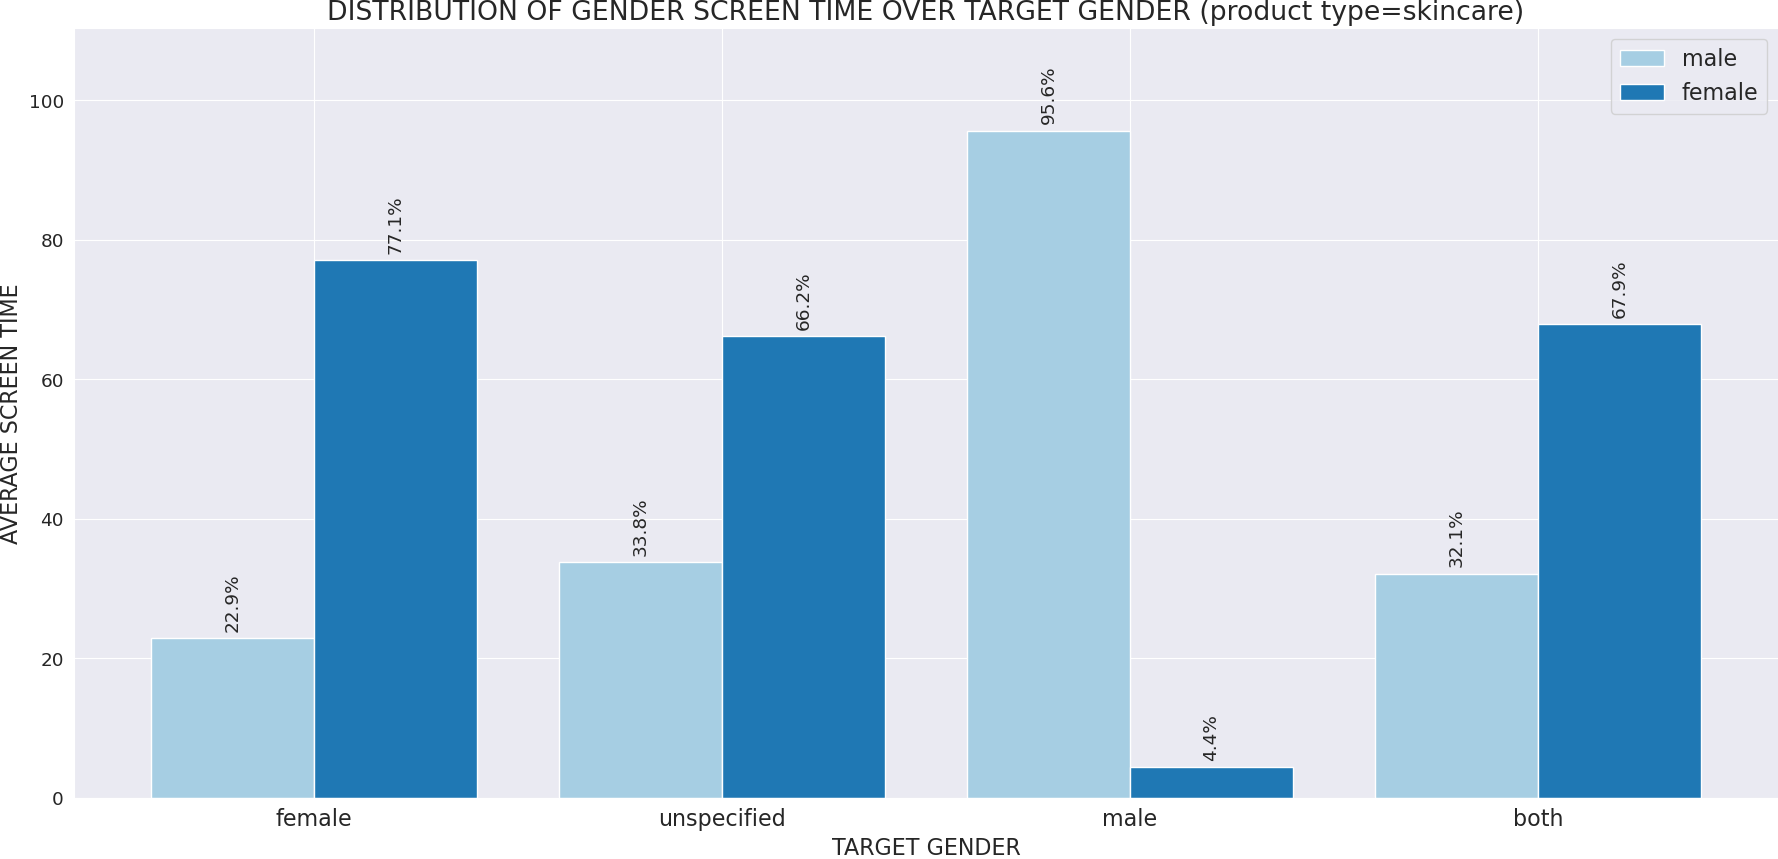 DISTRIBUTION OF GENDER SCREEN TIME OVER TARGET GENDER (product type=skincare)
male
female
AVERAGE SCREEN TIME
100
80
60
40
20
0
22.9%
77.1%
33.8%
66.2%
95.6%
4.4%
32.1%
67.9%
female
unspecified
male
both
TARGET GENDER